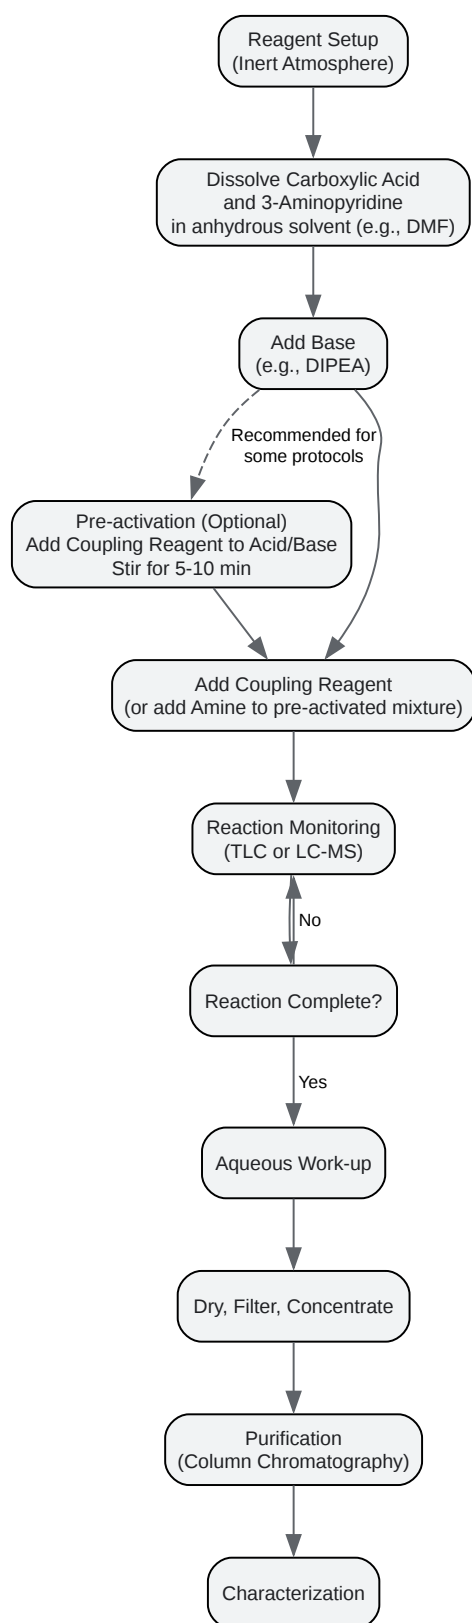 Reagent Setup
(Inert Atmosphere)
Dissolve Carboxylic Acid
and 3-Aminopyridine
in anhydrous solvent (e.g., DMF)
Add Base
(e.g., DIPEA)
Recommended for
some protocols
Pre-activation (Optional)
Add Coupling Reagent to Acid/Base
Stir for 5-10 min
Add Coupling Reagent
(or add Amine to pre-activated mixture)
Reaction Monitoring
(TLC or LC-MS)
No
Reaction Complete?
Yes
Aqueous Work-up
Dry, Filter, Concentrate
Purification
(Column Chromatography)
Characterization